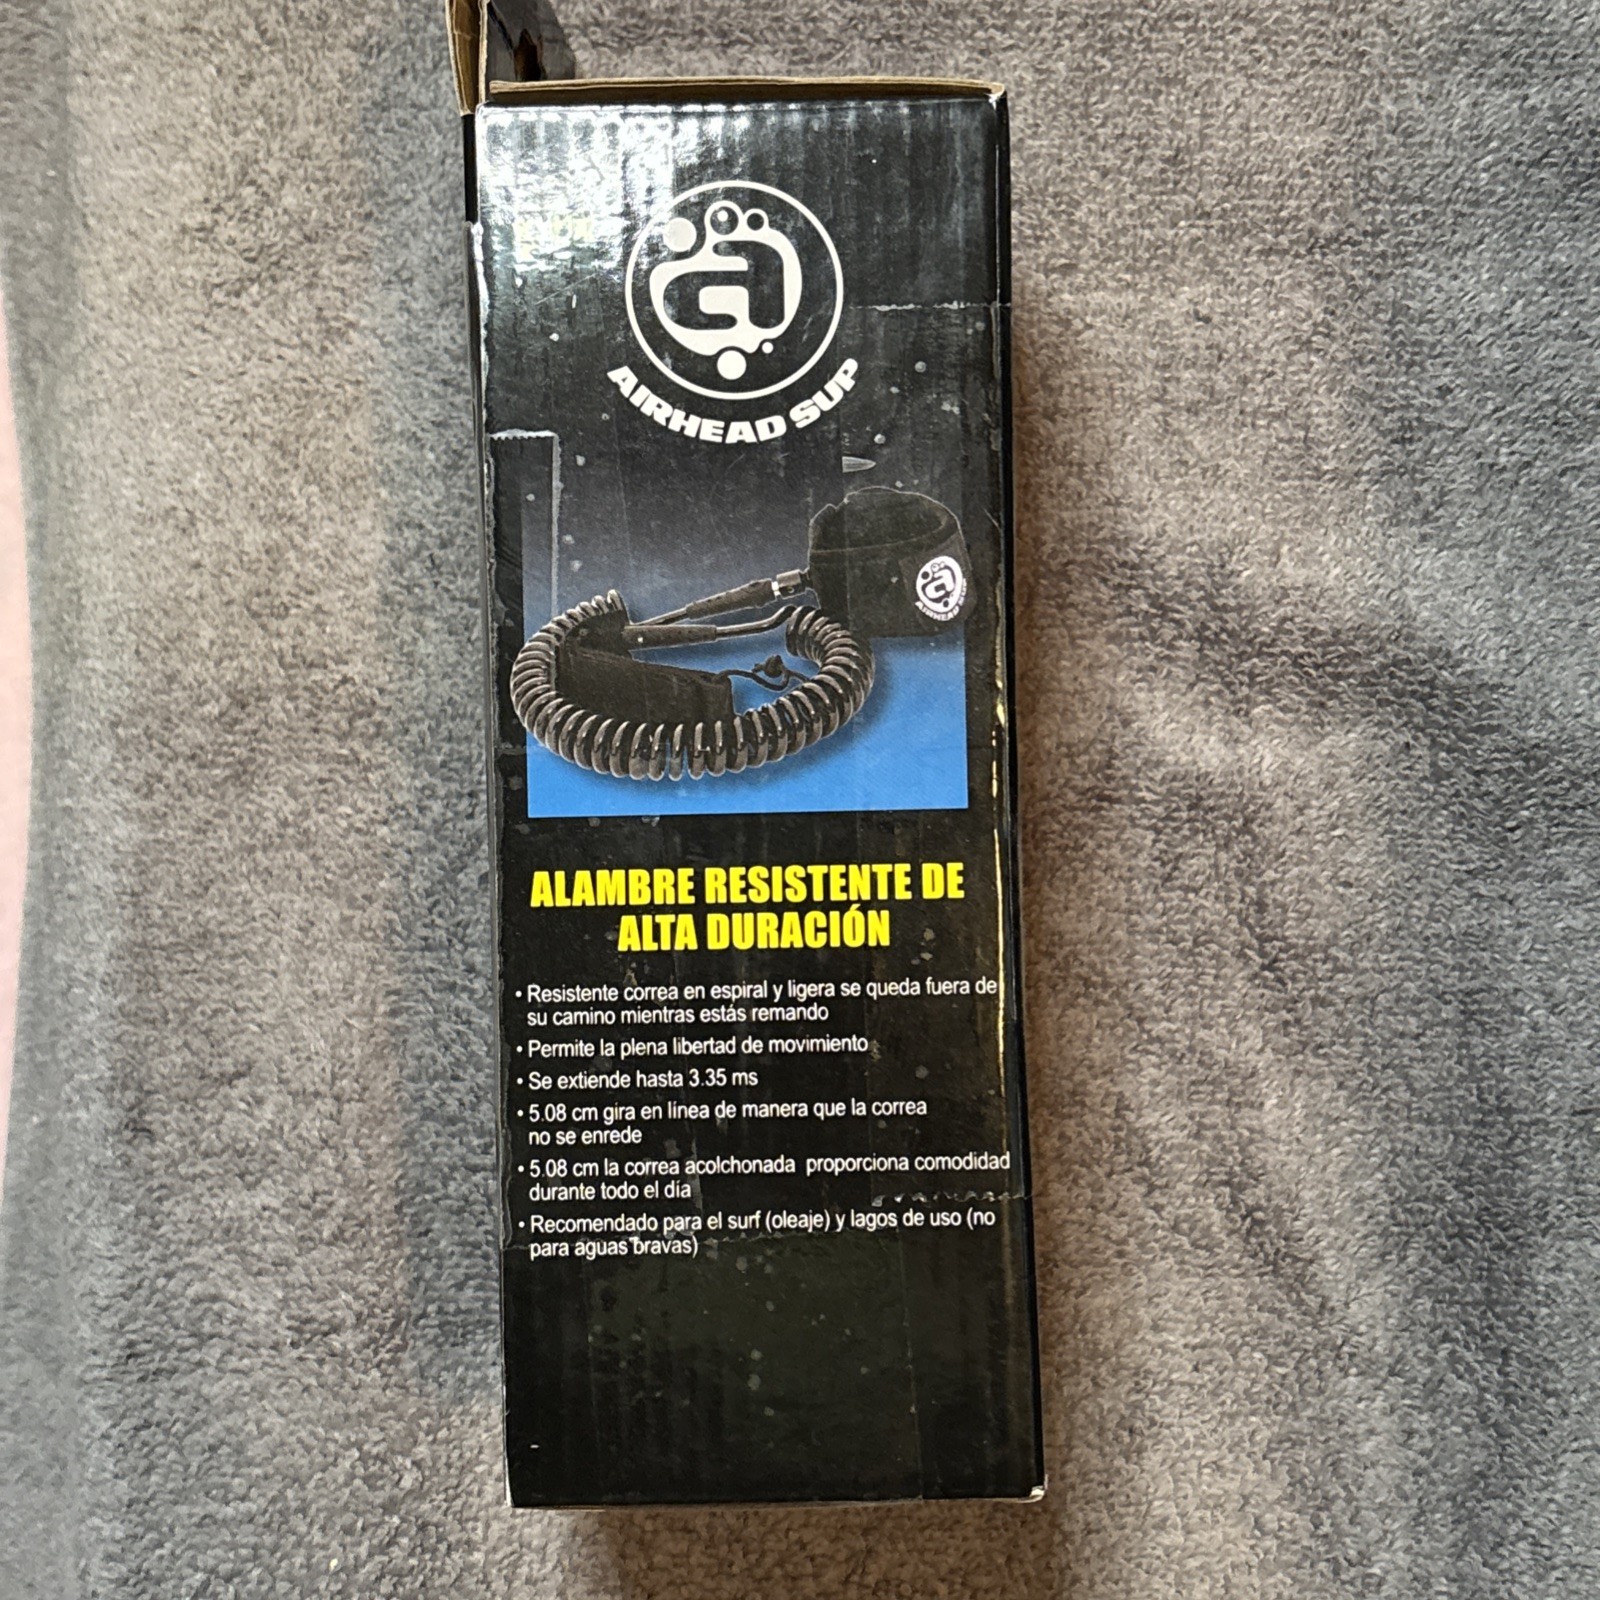 AIRHEAD SUP
AIRHEAD SUP
ALAMBRE RESISTENTE DE
ALTA DURACIÓN
• Resistente correa en espiral y ligera se queda fuera de
su camino mientras estás remando
• Permite la plena libertad de movimiento
• Se extiende hasta 3.35 ms
• 5.08 cm gira en línea de manera que la correa
no se enrede
• 5.08 cm la correa acolchonada proporciona comodidad
durante todo el día
• Recomendado para el surf (oleaje) y lagos de uso (no
para aguas bravas)